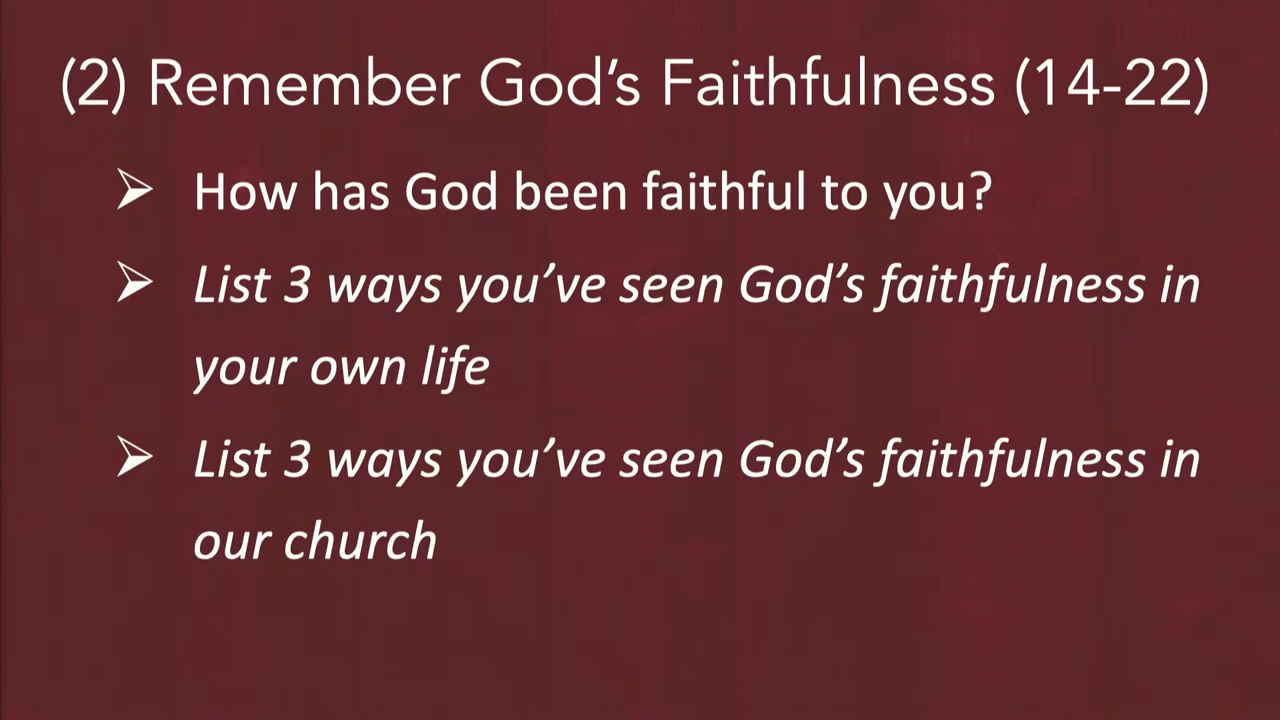 (2) Remember God’s Faithfulness (14-22)
➢ How has God been faithful to you?
➢ List 3 ways you’ve seen God’s faithfulness in
your own life
➢ List 3 ways you’ve seen God’s faithfulness in
our church